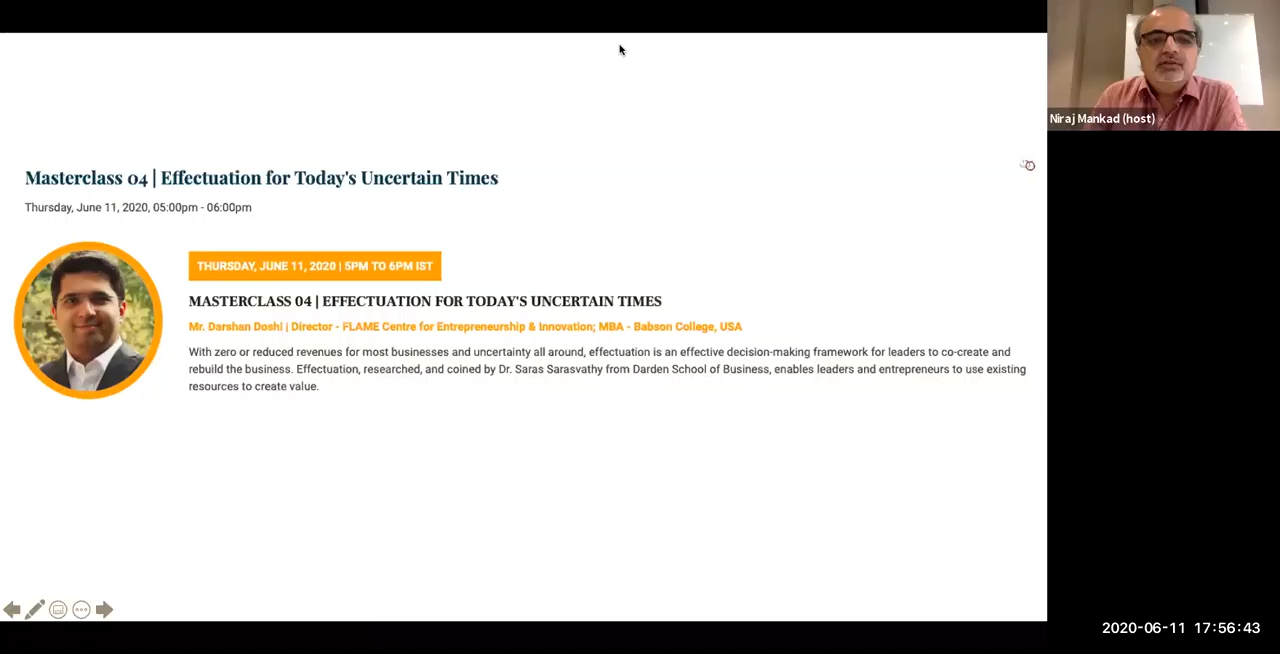 Niraj Mankad (host)
Masterclass 04 | Effectuation for Today's Uncertain Times
Thursday, June 11, 2020, 05:00pm - 06:00pm
THURSDAY, JUNE 11, 2020 | 5PM TO 6PM IST
MASTERCLASS 04 | EFFECTUATION FOR TODAY'S UNCERTAIN TIMES
Mr. Darshan Doshi | Director - FLAME Centre for Entrepreneurship & Innovation; MBA - Babson College, USA
With zero or reduced revenues for most businesses and uncertainty all around, effectuation is an effective decision-making framework for leaders to co-create and
rebuild the business. Effectuation, researched, and coined by Dr. Saras Sarasvathy from Darden School of Business, enables leaders and entrepreneurs to use existing
resources to create value.
2020-06-11 17:56:43